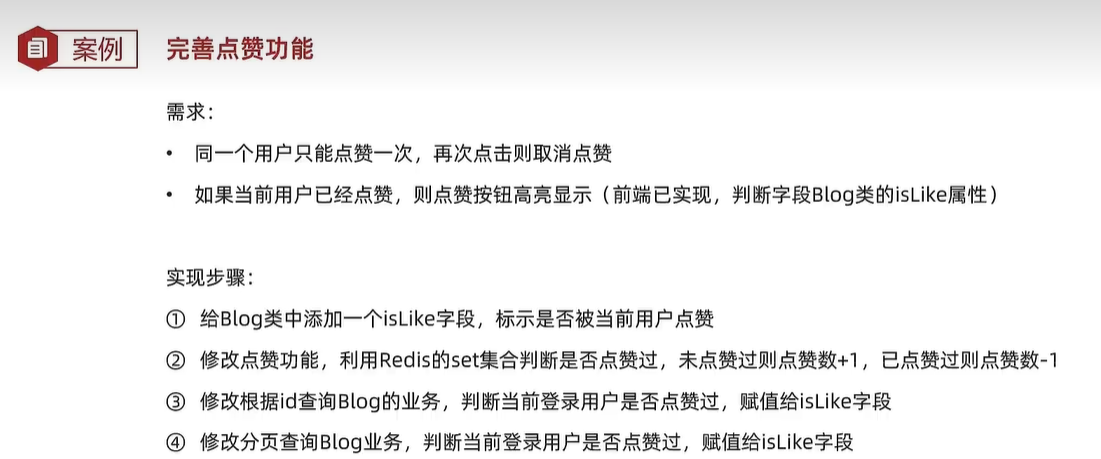 案例 完善点赞功能
需求：
• 同一个用户只能点赞一次，再次点击则取消点赞
• 如果当前用户已经点赞，则点赞按钮高亮显示（前端已实现，判断字段Blog类的isLike属性）
实现步骤：
① 给Blog类中添加一个isLike字段，标示是否被当前用户点赞
② 修改点赞功能，利用Redis的set集合判断是否点赞过，未点赞过则点赞数+1，已点赞过则点赞数-1
③ 修改根据id查询Blog的业务，判断当前登录用户是否点赞过，赋值给isLike字段
④ 修改分页查询Blog业务，判断当前登录用户是否点赞过，赋值给isLike字段